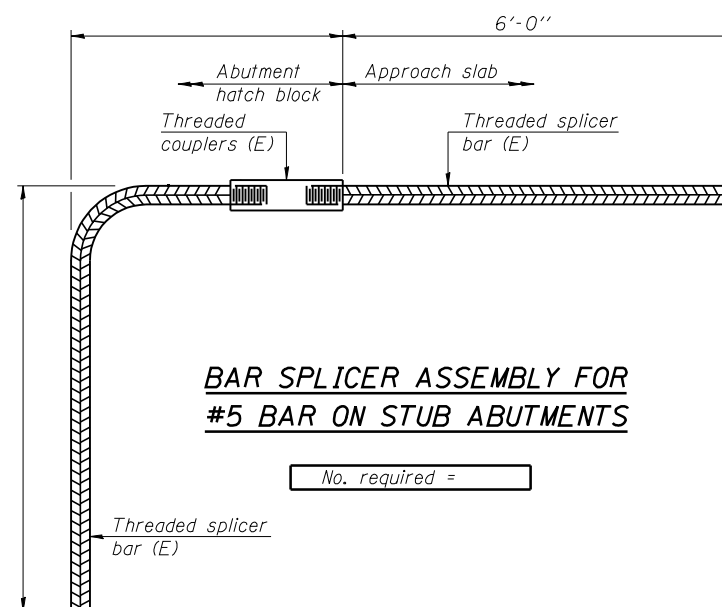 6'-0"
Abutment
hatch block
Approach slab
Threaded
couplers (E)
Threaded splicer
bar (E)
BAR SPLICER ASSEMBLY FOR
#5 BAR ON STUB ABUTMENTS
No. required =
Threaded splicer
bar (E)